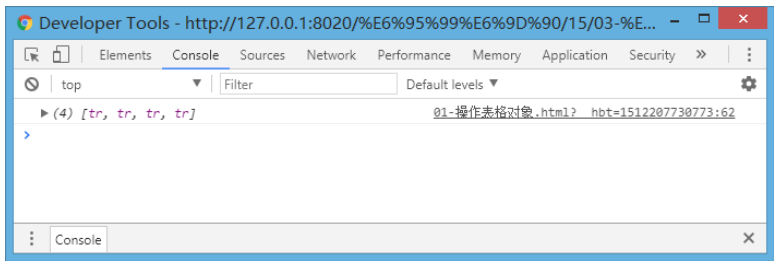 Developer Tools - http://127.0.0.1:8020/%E6%95%99%E6%9D%90/15/03-%E...
Elements Console Sources Network Performance Memory Application Security »
top ▼ Filter Default levels ▼
▶ (4) [tr, tr, tr, tr] 01-操作表格对象.html?__hbt=1512207730773:62
>
Console